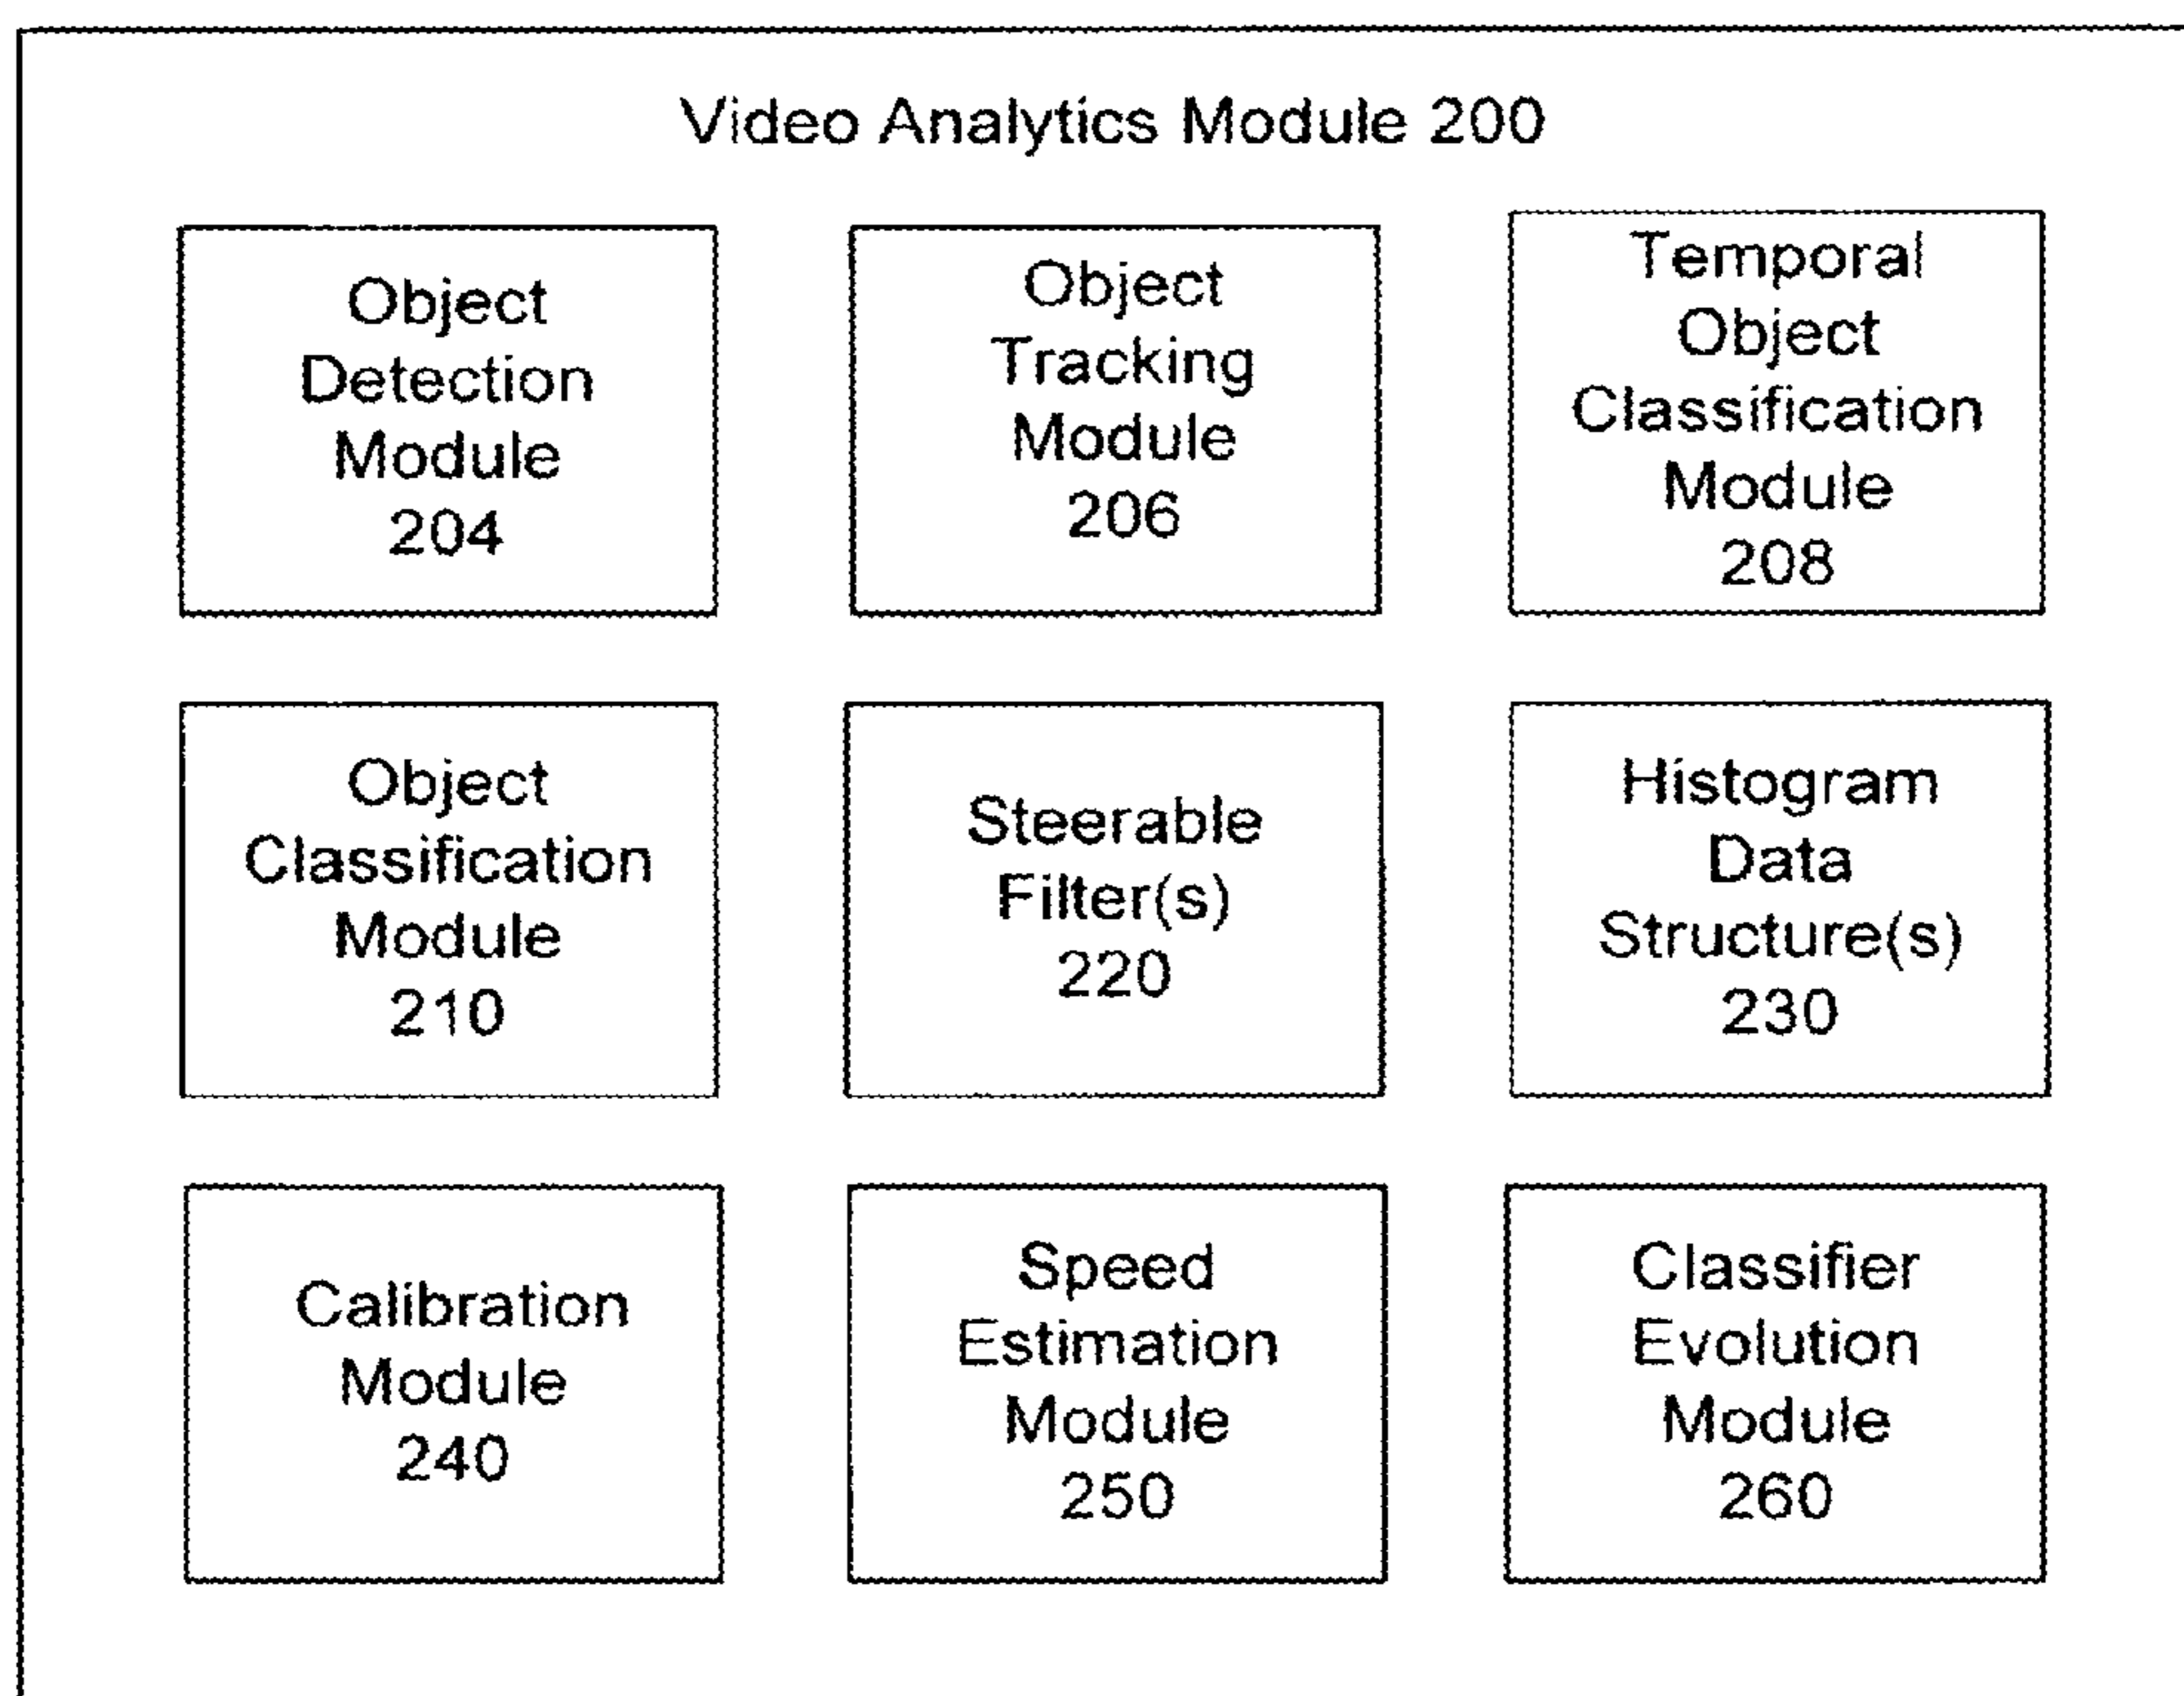 Video Analytics Module 200
Object
Detection
Module
204
Object
Tracking
Module
206
Temporal
Object
Classification
Module
208
Object
Classification
Module
210
Steerable
Filter(s)
220
Histogram
Data
Structure(s)
230
Calibration
Module
240
Speed
Estimation
Module
250
Classifier
Evolution
Module
260